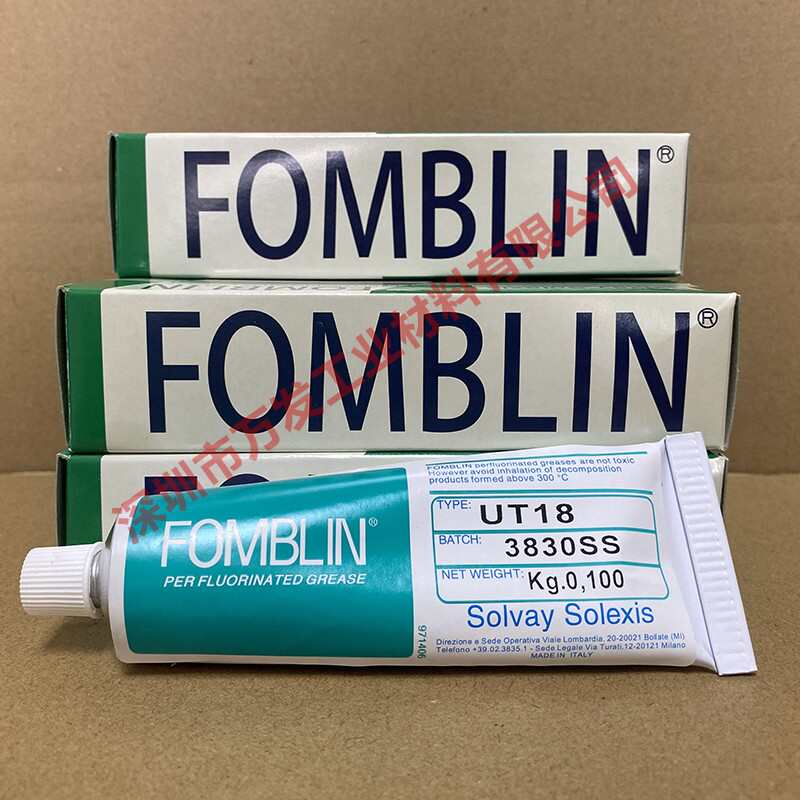 FOMBLIN®
FOMBLIN
FOMBLIN®
深圳市万发工业材料有限公司
FOMBLIN®
PER FLUORINATED GREASE
FOMBLIN perfluorinated greases are not toxic
However avoid inhalation of decomposition
products formed above 300 °C
TYPE: UT18
BATCH: 3830SS
NET WEIGHT: Kg.0,100
Solvay Solexis
971406
Direzione e Sede Operativa Viale Lombardia, 20-20021 Bollate (MI)
Telefono +39.02.3835.1 - Sede Legale Via Turati,12-20121 Milano
MADE IN ITALY